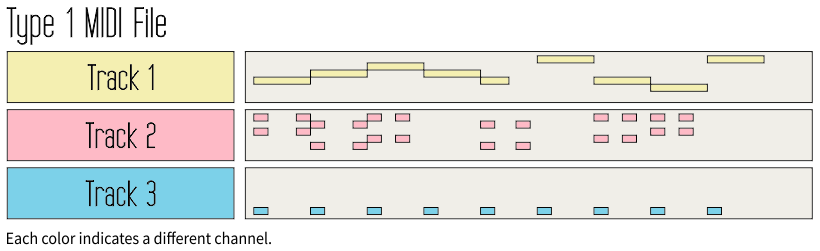 Type 1 MIDI File
Track 1
Track 2
Track 3
Each color indicates a different channel.